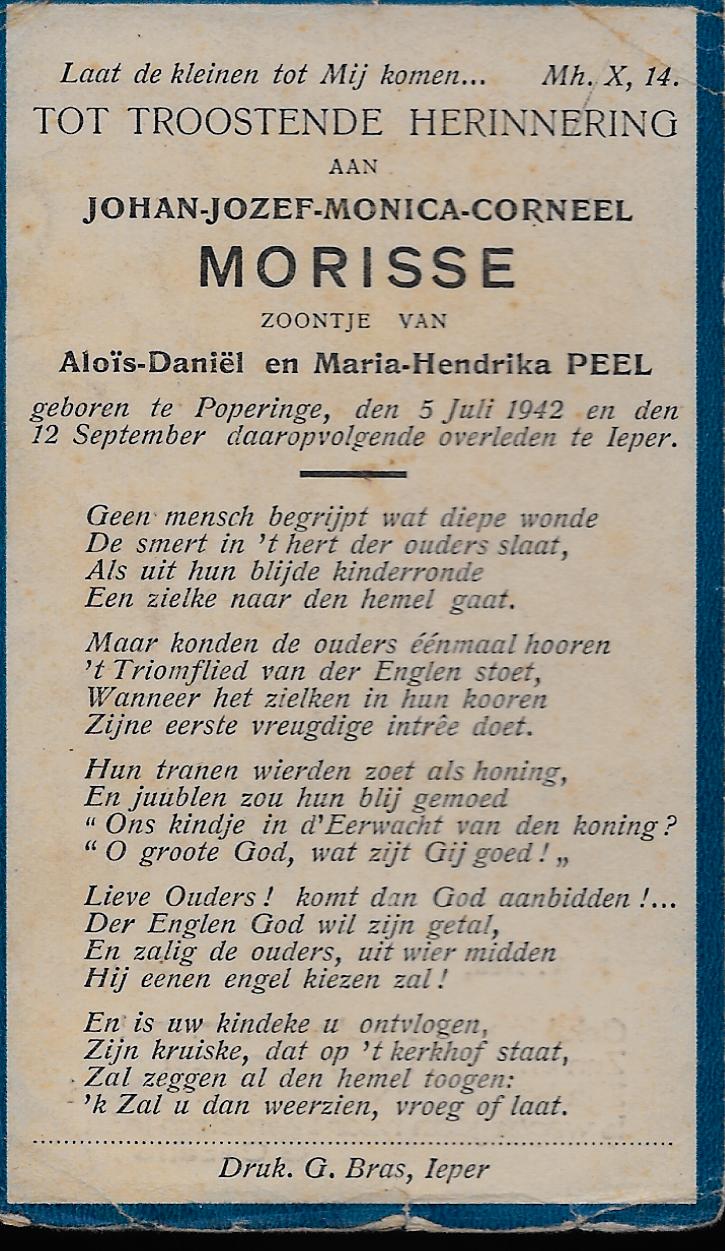 Laat de kleinen tot Mij komen... Mh. X, 14.
TOT TROOSTENDE HERINNERING
AAN
JOHAN-JOZEF-MONICA-CORNEEL
MORISSE
ZOONTJE VAN
Aloïs-Daniël en Maria-Hendrika PEEL
geboren te Poperinge, den 5 Juli 1942 en den
12 September daaropvolgende overleden te Ieper.
Geen mensch begrijpt wat diepe wonde
De smert in 't hert der ouders slaat,
Als uit hun blijde kinderronde
Een zielke naar den hemel gaat.
Maar konden de ouders éénmaal hooren
't Triomflied van der Englen stoet,
Wanneer het zielken in hun kooren
Zijne eerste vreugdige intrêe doet.
Hun tranen wierden zoet als honing,
En juublen zou hun blij gemoed
“ Ons kindje in d'Eerwacht van den koning ?
“ O groote God, wat zijt Gij goed ! „
Lieve Ouders ! komt dan God aanbidden !...
Der Englen God wil zijn getal,
En zalig de ouders, uit wier midden
Hij eenen engel kiezen zal !
En is uw kindeke u ontvlogen,
Zijn kruiske, dat op 't kerkhof staat,
Zal zeggen al den hemel toogen:
'k Zal u dan weerzien, vroeg of laat.
Druk. G. Bras, Ieper